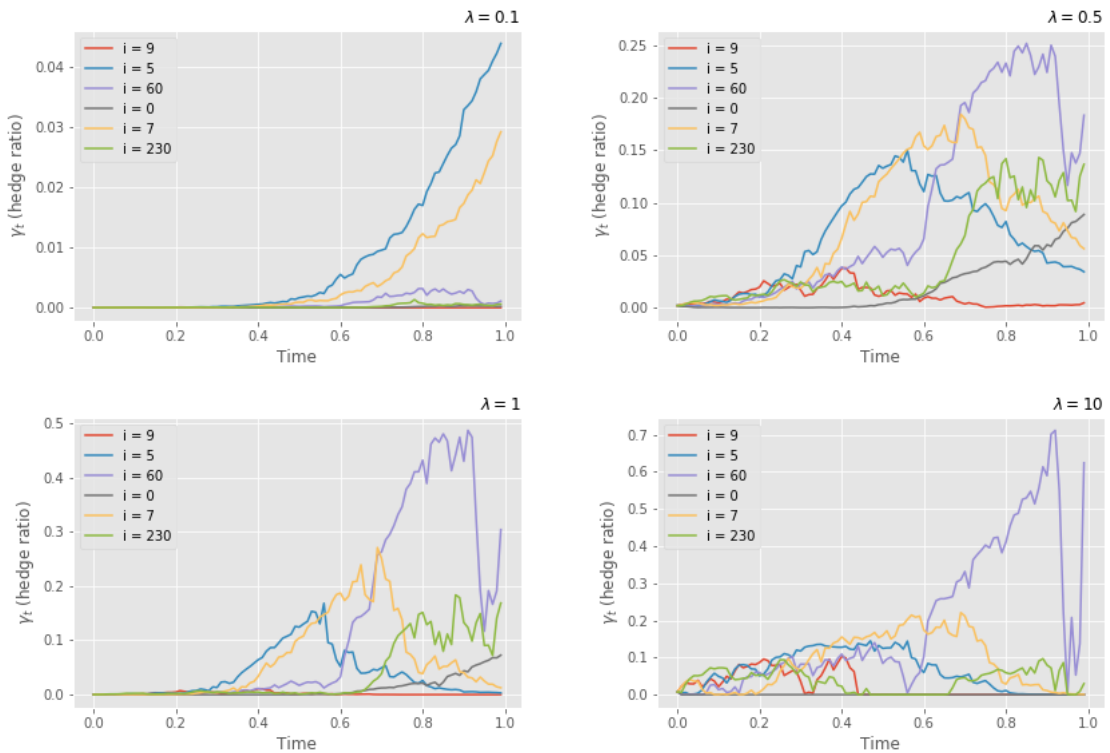 λ = 0.1
γt (hedge ratio)
0.04
0.03
0.02
0.01
0.00
i = 9
i = 5
i = 60
i = 0
i = 7
i = 230
0.0 0.2 0.4 0.6 0.8 1.0
Time
λ = 0.5
γt (hedge ratio)
0.25
0.20
0.15
0.10
0.05
0.00
i = 9
i = 5
i = 60
i = 0
i = 7
i = 230
0.0 0.2 0.4 0.6 0.8 1.0
Time
λ = 1
γt (hedge ratio)
0.5
0.4
0.3
0.2
0.1
0.0
i = 9
i = 5
i = 60
i = 0
i = 7
i = 230
0.0 0.2 0.4 0.6 0.8 1.0
Time
λ = 10
γt (hedge ratio)
0.7
0.6
0.5
0.4
0.3
0.2
0.1
0.0
i = 9
i = 5
i = 60
i = 0
i = 7
i = 230
0.0 0.2 0.4 0.6 0.8 1.0
Time